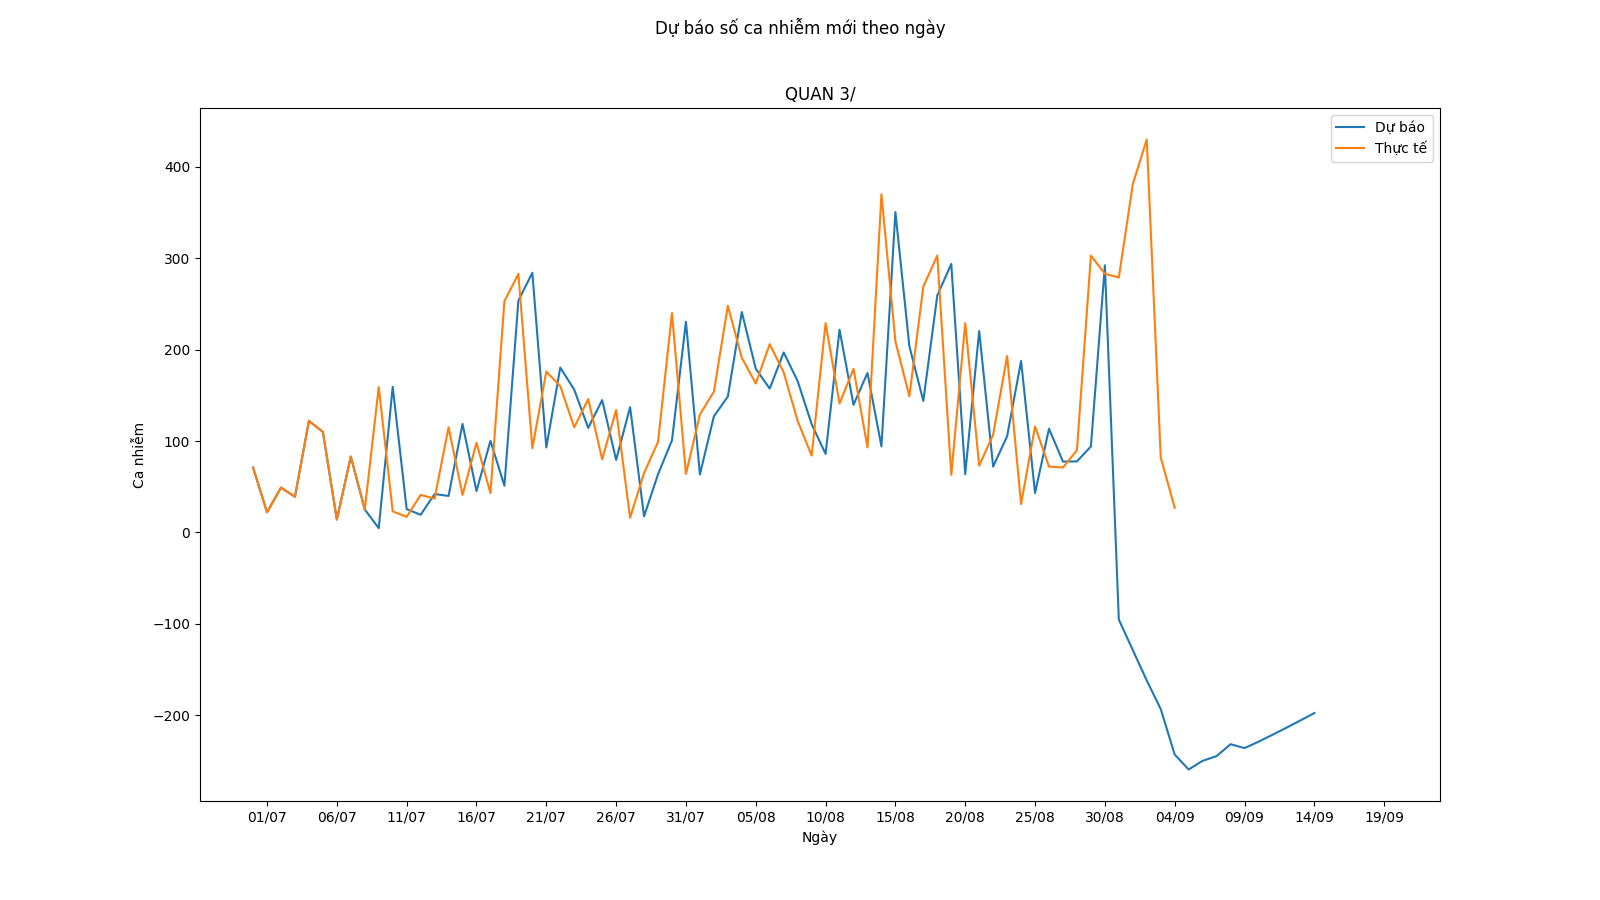 Dự báo số ca nhiễm mới theo ngày
QUAN 3/
Dự báo
Thực tế
400
300
200
100
0
−100
−200
Ca nhiễm
01/07 06/07 11/07 16/07 21/07 26/07 31/07 05/08 10/08 15/08 20/08 25/08 30/08 04/09 09/09 14/09 19/09
Ngày